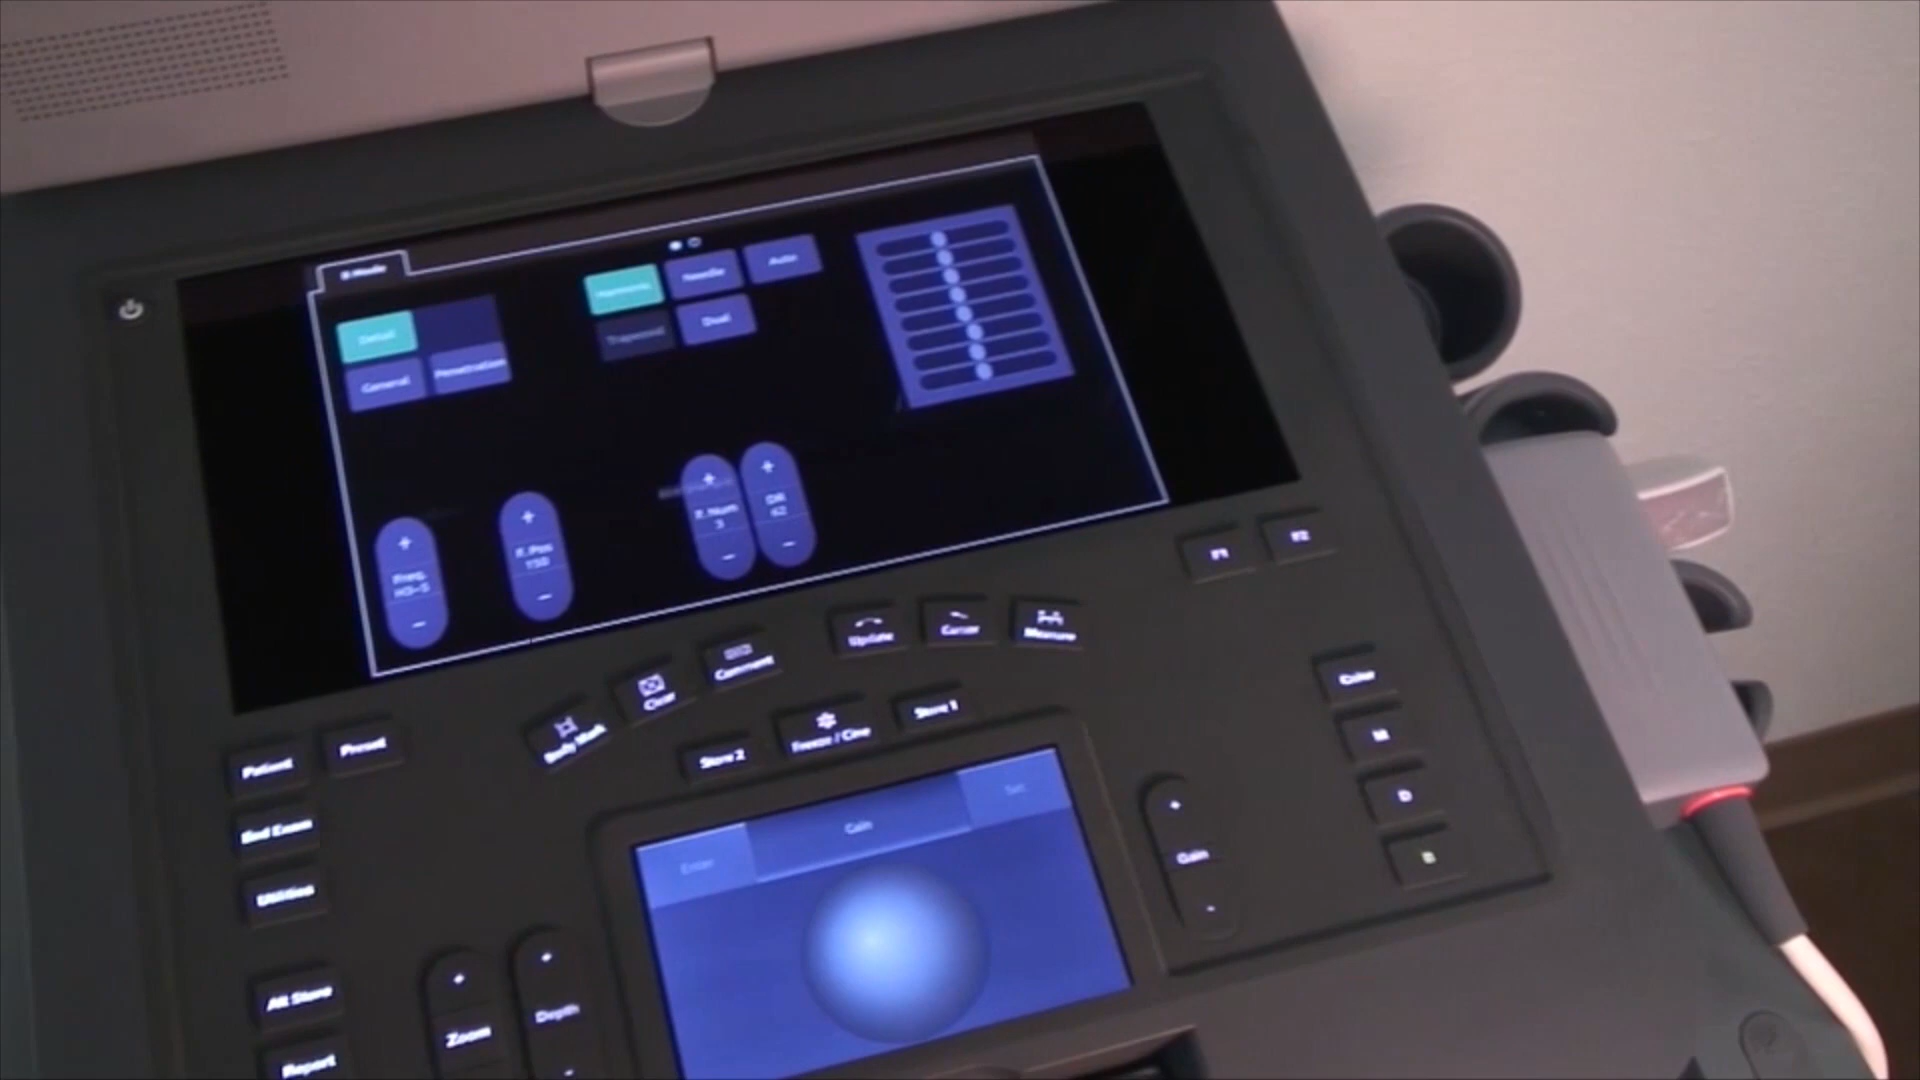 B Mode
Detail
General
Penetration
Harmonic
Needle
Auto
Trapezoid
Dual
+
Freq.
H3-5
-
+
F.Pos
150
-
+
F.Num
3
-
+
DR
62
-
F1
F2
Update
Cursor
Measure
Comment
Clear
Body Mark
Store 2
Freeze / Cine
Store 1
Patient
Preset
End Exam
Utilities
Alt Store
Report
Zoom
Depth
Enter
Gain
Set
+
Gain
-
Color
M
D
B